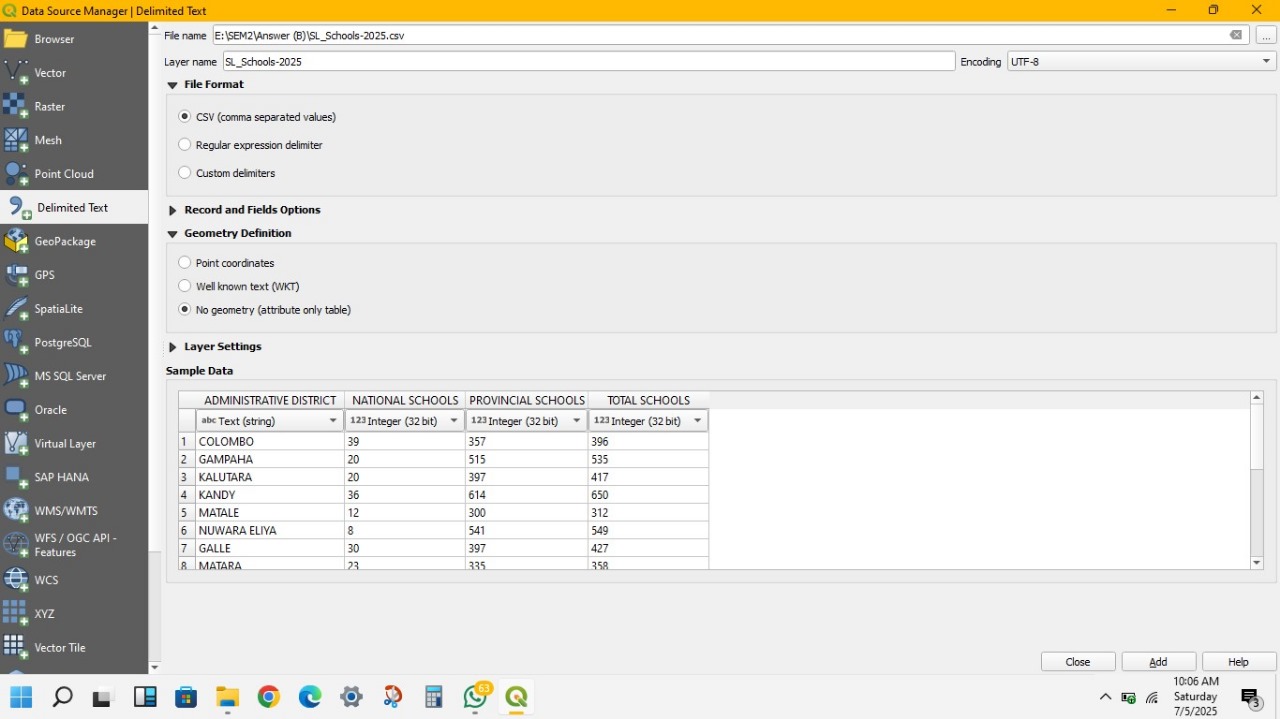 Data Source Manager | Delimited Text
Browser
Vector
Raster
Mesh
Point Cloud
Delimited Text
GeoPackage
GPS
SpatiaLite
PostgreSQL
MS SQL Server
Oracle
Virtual Layer
SAP HANA
WMS/WMTS
WFS / OGC API -
Features
WCS
XYZ
Vector Tile
File name E:\SEM2\Answer (B)\SL_Schools-2025.csv ...
Layer name SL_Schools-2025 Encoding UTF-8
File Format
CSV (comma separated values)
Regular expression delimiter
Custom delimiters
Record and Fields Options
Geometry Definition
Point coordinates
Well known text (WKT)
No geometry (attribute only table)
Layer Settings
Sample Data
ADMINISTRATIVE DISTRICT NATIONAL SCHOOLS PROVINCIAL SCHOOLS TOTAL SCHOOLS
abc Text (string) 123 Integer (32 bit) 123 Integer (32 bit) 123 Integer (32 bit)
1 COLOMBO 39 357 396
2 GAMPAHA 20 515 535
3 KALUTARA 20 397 417
4 KANDY 36 614 650
5 MATALE 12 300 312
6 NUWARA ELIYA 8 541 549
7 GALLE 30 397 427
8 MATARA 23 335 358
Close Add Help
63
10:06 AM
Saturday
7/5/2025
3